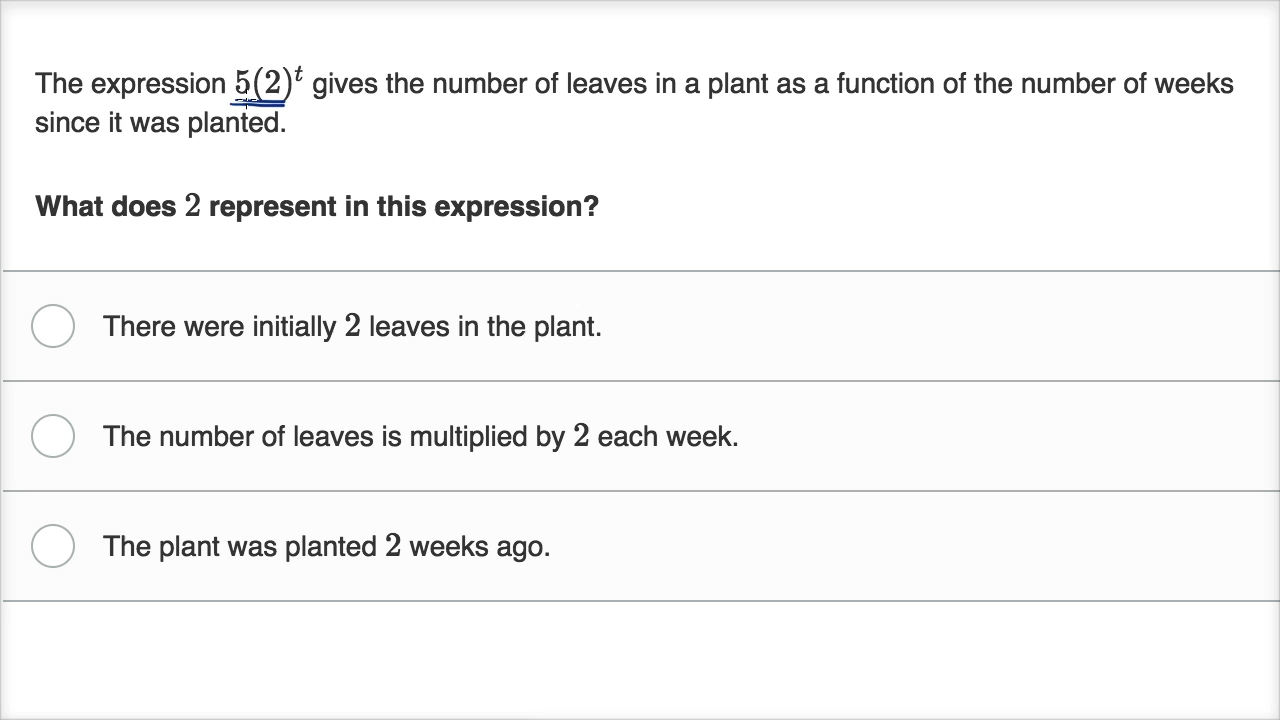 The expression 5(2)^t gives the number of leaves in a plant as a function of the number of weeks
since it was planted.
What does 2 represent in this expression?
There were initially 2 leaves in the plant.
The number of leaves is multiplied by 2 each week.
The plant was planted 2 weeks ago.